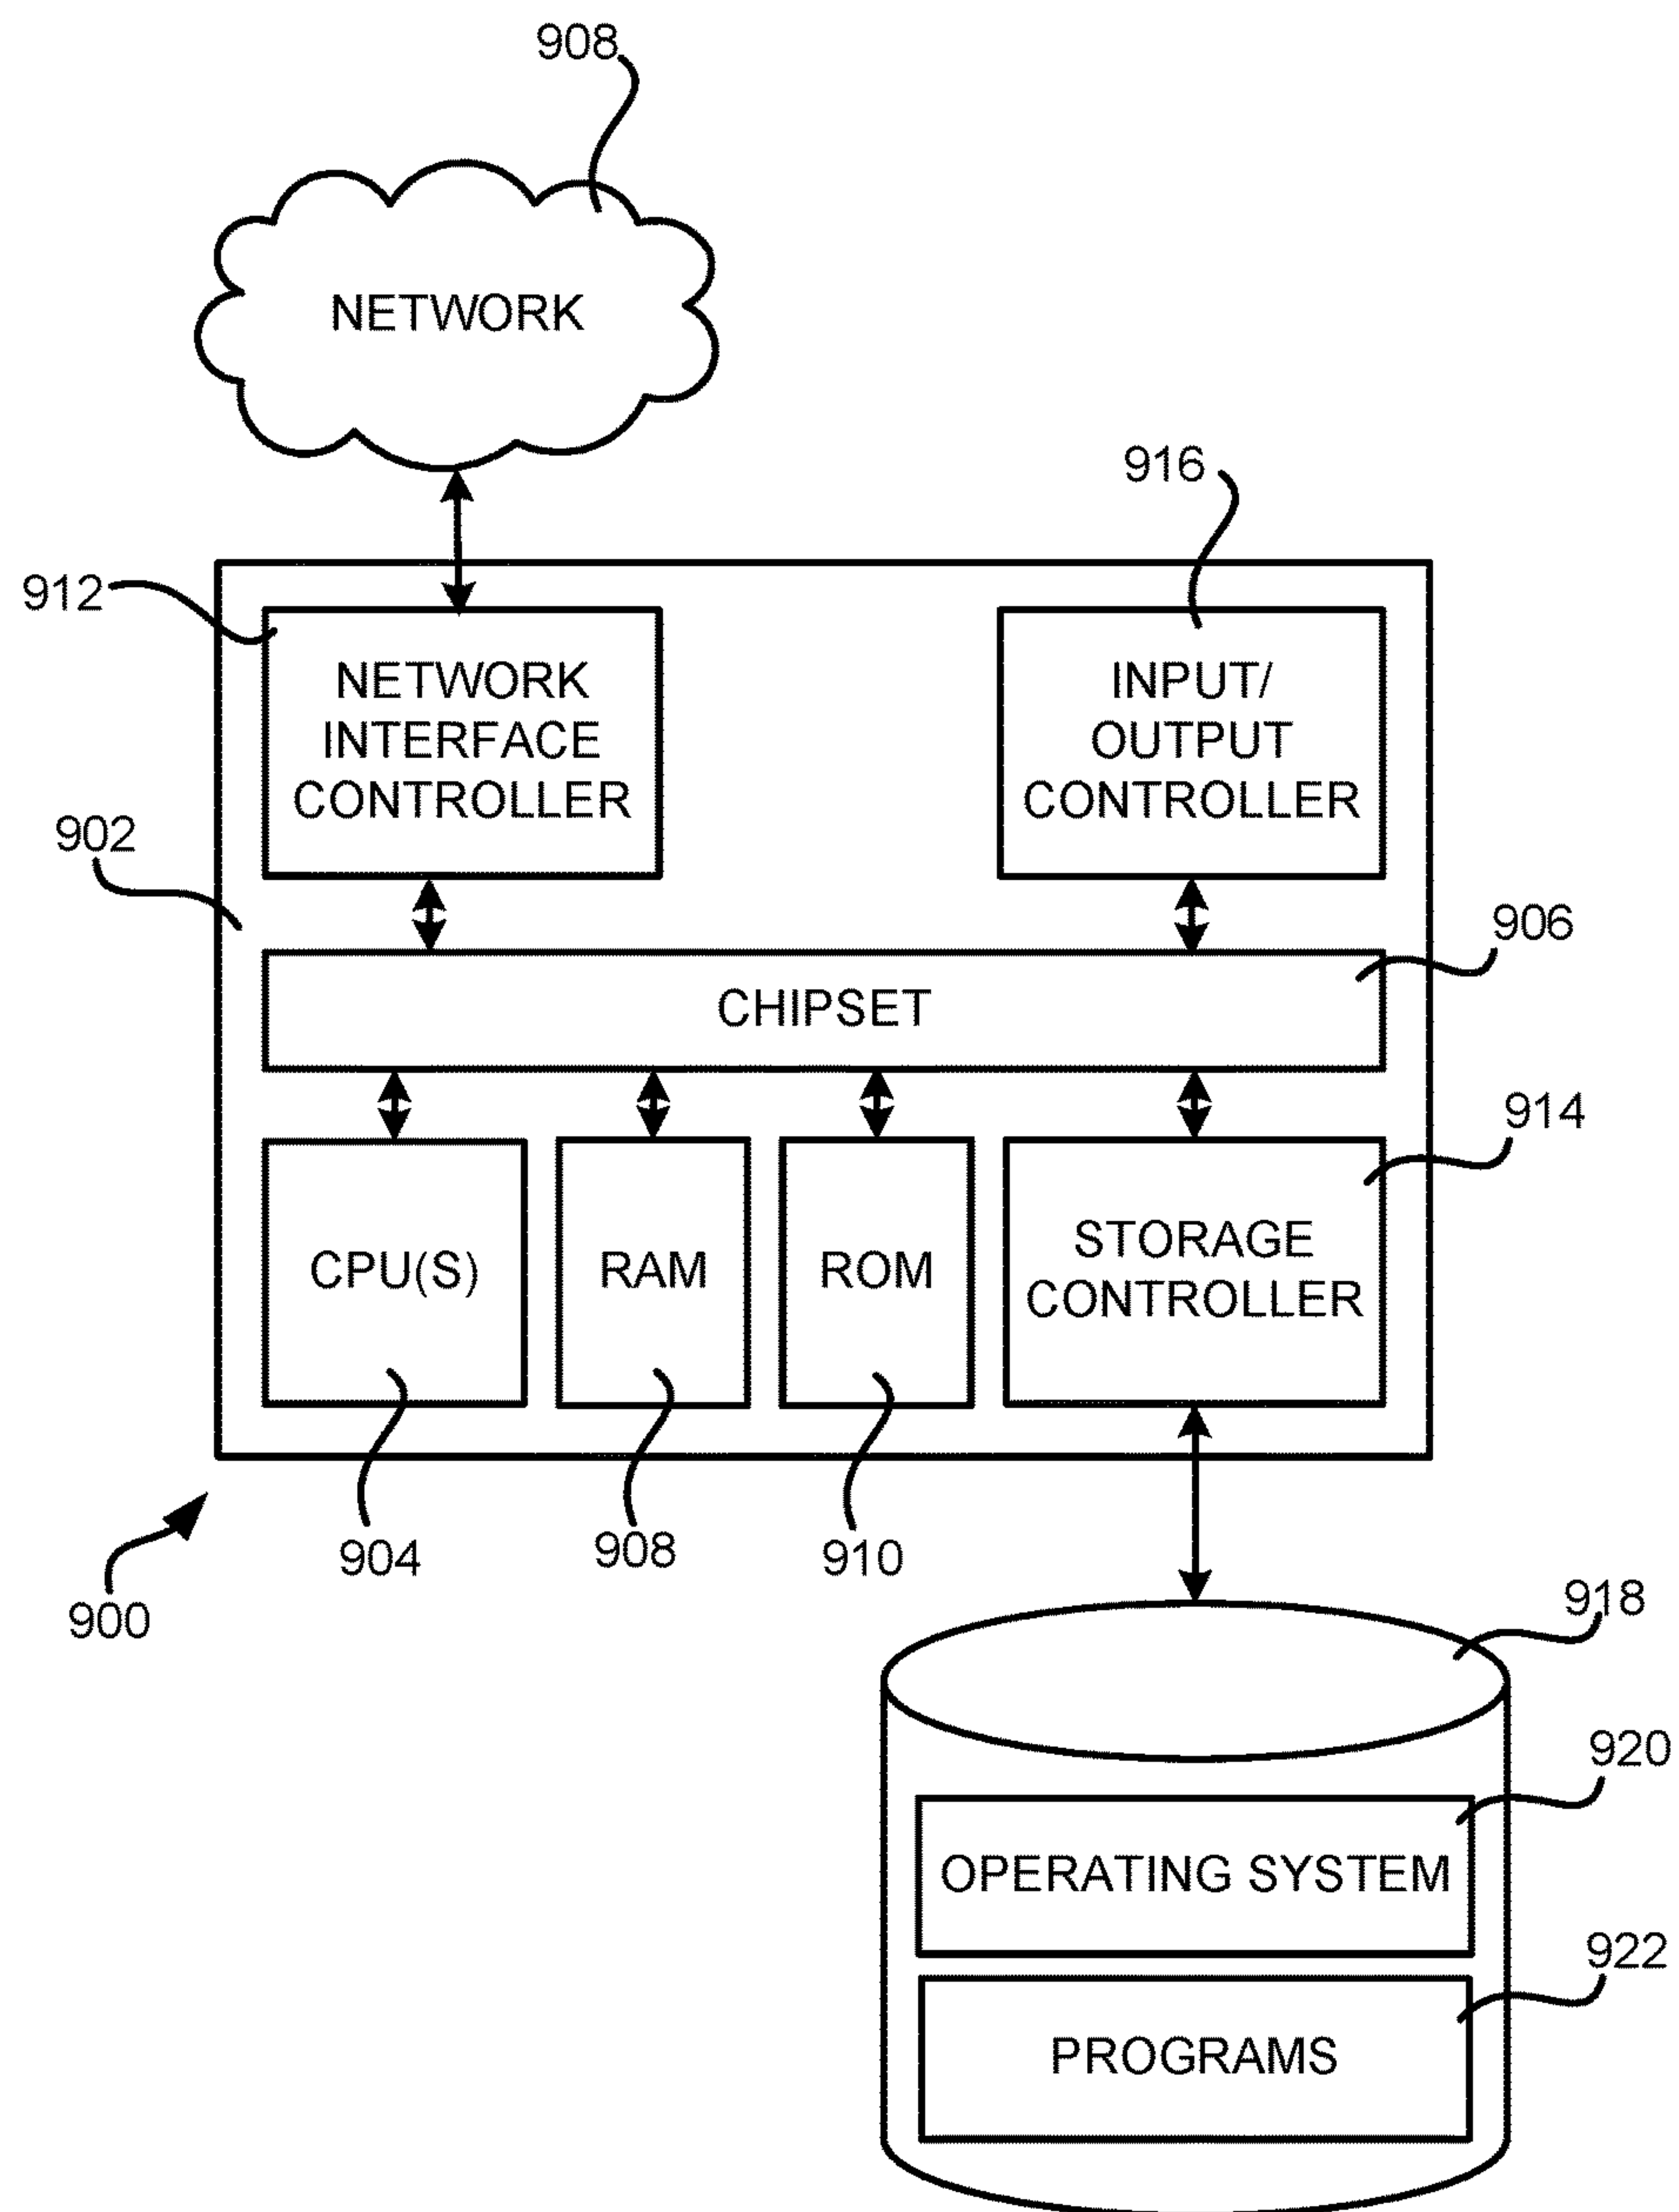 908
NETWORK
916
912
NETWORK
INTERFACE
CONTROLLER
INPUT/
OUTPUT
CONTROLLER
902
906
CHIPSET
914
CPU(S)
RAM
ROM
STORAGE
CONTROLLER
904
908
910
900
918
920
OPERATING SYSTEM
922
PROGRAMS